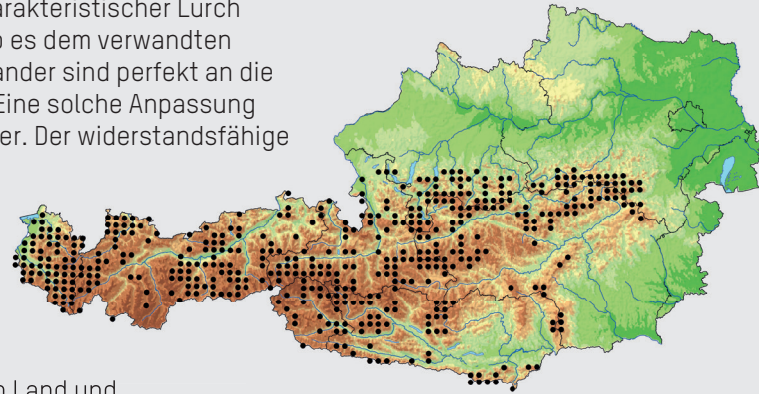 arakteristischer Lurch
o es dem verwandten
ander sind perfekt an die
Eine solche Anpassung
er. Der widerstandsfähige
n Land und